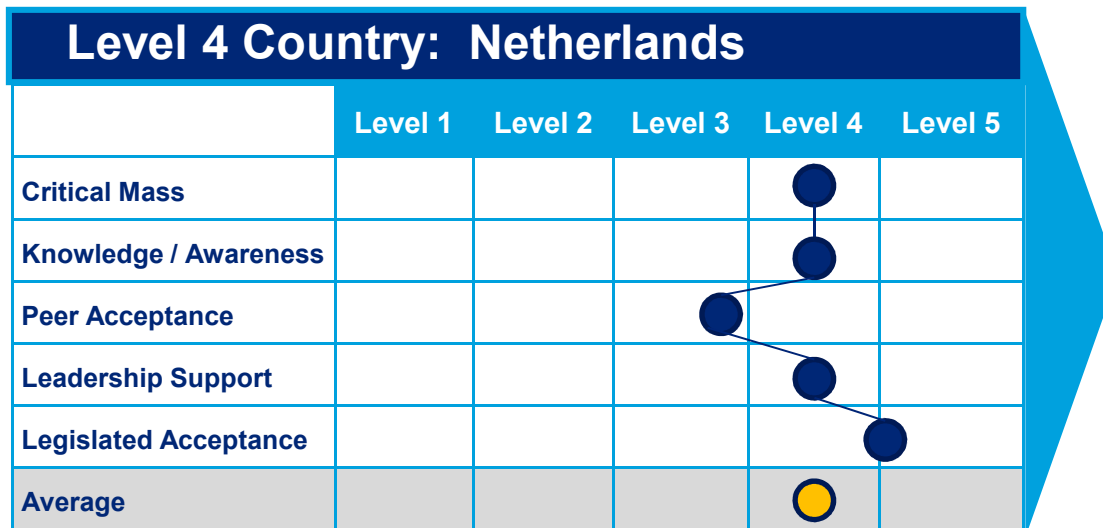 Level 4 Country: Netherlands
Level 1 Level 2 Level 3 Level 4 Level 5
Critical Mass
Knowledge / Awareness
Peer Acceptance
Leadership Support
Legislated Acceptance
Average